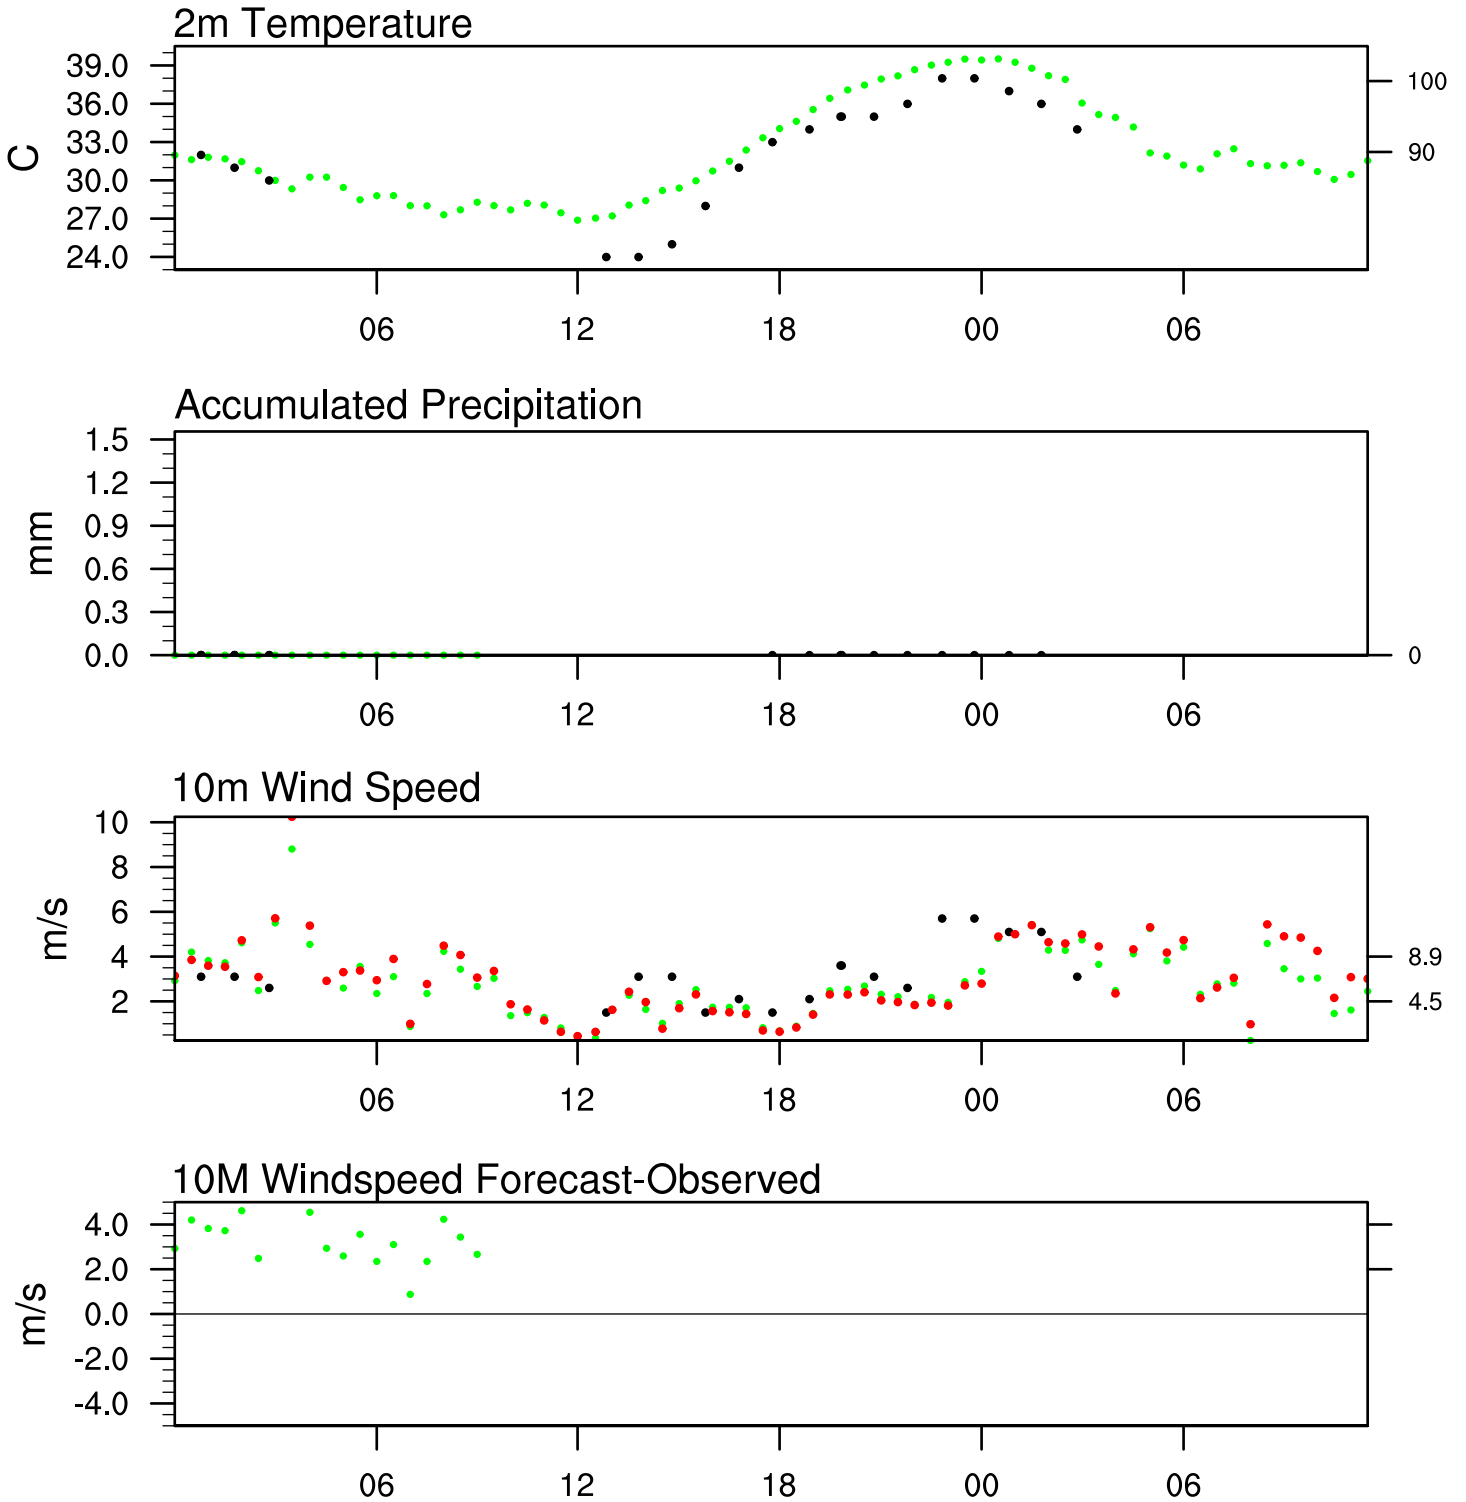 2m Temperature
39.0
36.0
33.0
30.0
27.0
24.0
C
100
90
06 12 18 00 06
Accumulated Precipitation
1.5
1.2
0.9
0.6
0.3
0.0
mm
0
06 12 18 00 06
10m Wind Speed
10
8
6
4
2
m/s
8.9
4.5
06 12 18 00 06
10M Windspeed Forecast-Observed
4.0
2.0
0.0
-2.0
-4.0
m/s
06 12 18 00 06